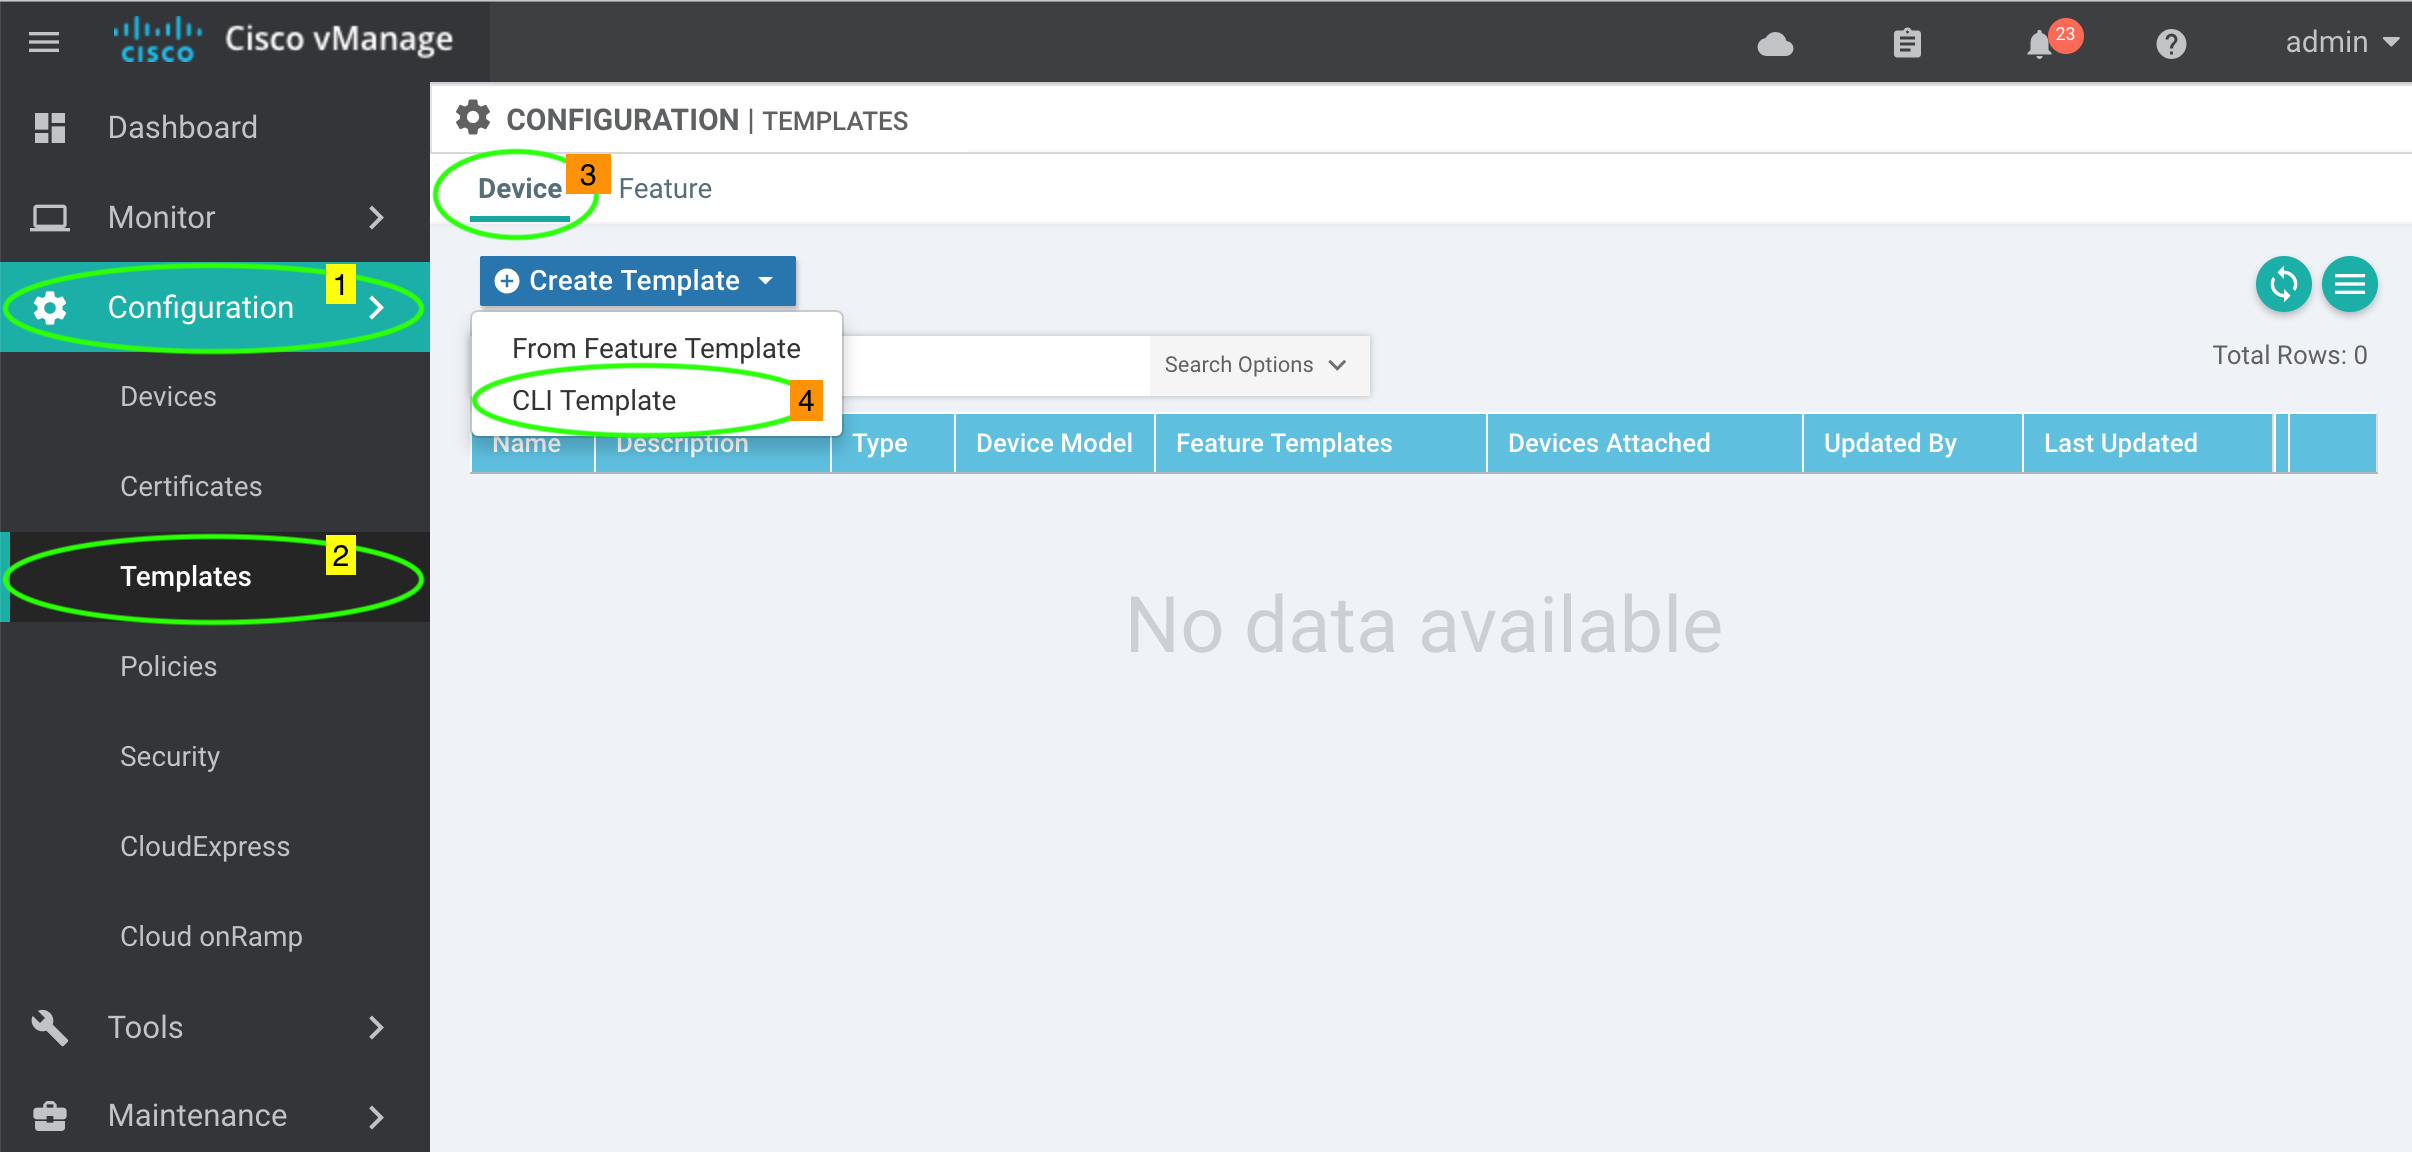 cisco Cisco vManage
23
admin
Dashboard
Monitor
Configuration 1
Devices
Certificates
Templates 2
Policies
Security
CloudExpress
Cloud onRamp
Tools
Maintenance
CONFIGURATION | TEMPLATES
Device 3 Feature
Create Template
From Feature Template
CLI Template 4
Search Options
Total Rows: 0
Name Description Type Device Model Feature Templates Devices Attached Updated By Last Updated
No data available